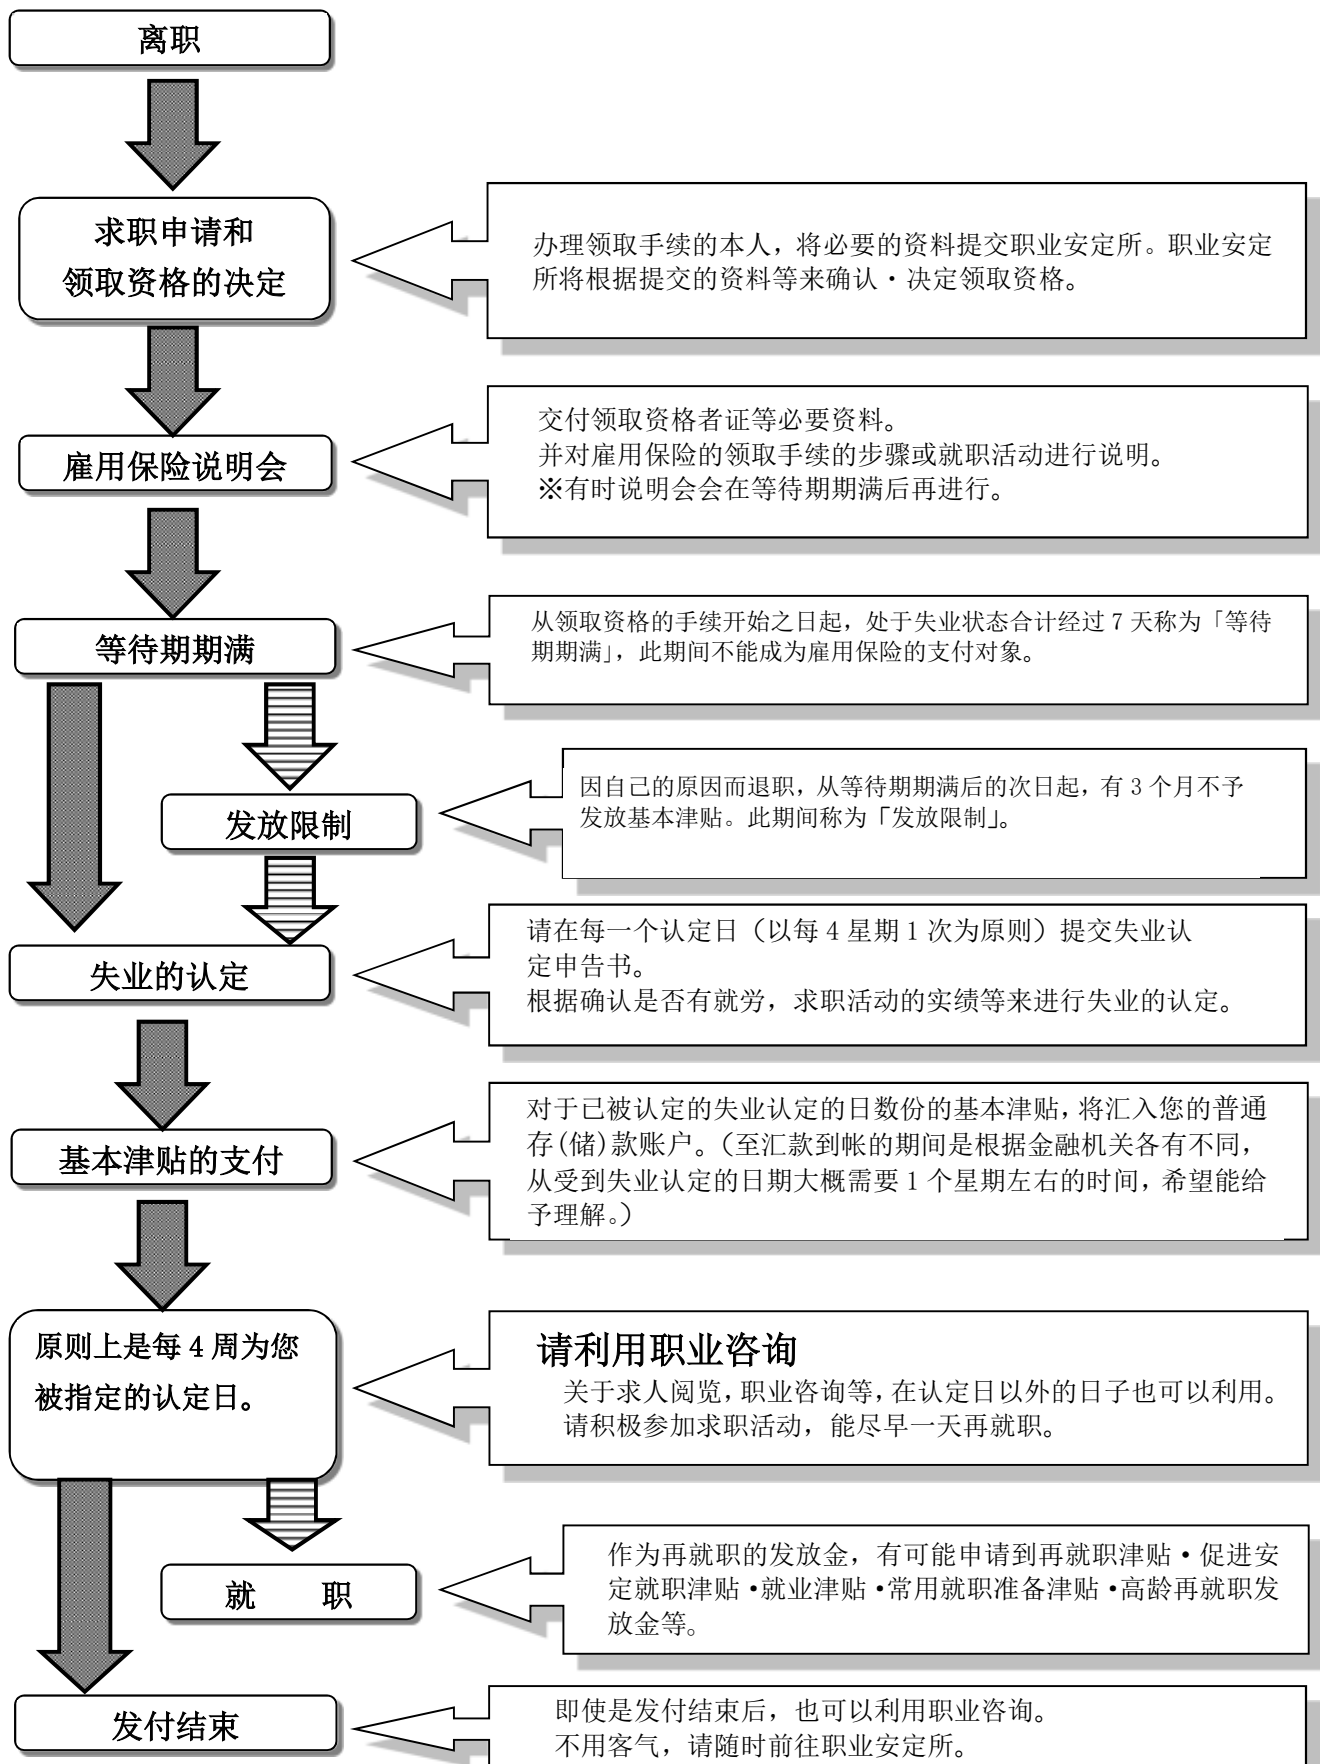 离职
求职申请和
领取资格的决定
办理领取手续的本人，将必要的资料提交职业安定所。职业安定
所将根据提交的资料等来确认・决定领取资格。
雇用保险说明会
交付领取资格者证等必要资料。
并对雇用保险的领取手续的步骤或就职活动进行说明。
※有时说明会会在等待期期满后再进行。
等待期期满
从领取资格的手续开始之日起，处于失业状态合计经过 7 天称为「等待
期期满」，此期间不能成为雇用保险的支付对象。
发放限制
因自己的原因而退职，从等待期期满后的次日起，有 3 个月不予
发放基本津贴。此期间称为「发放限制」。
失业的认定
请在每一个认定日（以每 4 星期 1 次为原则）提交失业认
定申告书。
根据确认是否有就劳，求职活动的实绩等来进行失业的认定。
基本津贴的支付
对于已被认定的失业认定的日数份的基本津贴，将汇入您的普通
存(储)款账户。（至汇款到帐的期间是根据金融机关各有不同，
从受到失业认定的日期大概需要 1 个星期左右的时间，希望能给
予理解。）
原则上是每 4 周为您
被指定的认定日。
请利用职业咨询
关于求人阅览，职业咨询等，在认定日以外的日子也可以利用。
请积极参加求职活动，能尽早一天再就职。
就　　职
作为再就职的发放金，有可能申请到再就职津贴・促进安
定就职津贴・就业津贴・常用就职准备津贴・高龄再就职发
放金等。
发付结束
即使是发付结束后，也可以利用职业咨询。
不用客气，请随时前往职业安定所。